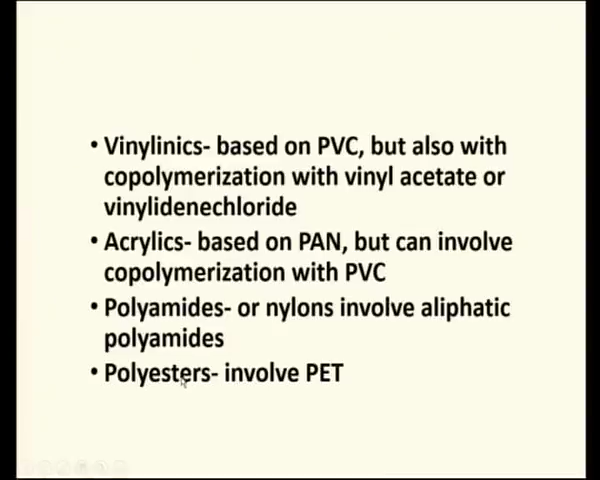 • Vinylinics- based on PVC, but also with
copolymerization with vinyl acetate or
vinylidenechloride
• Acrylics- based on PAN, but can involve
copolymerization with PVC
• Polyamides- or nylons involve aliphatic
polyamides
• Polyesters- involve PET